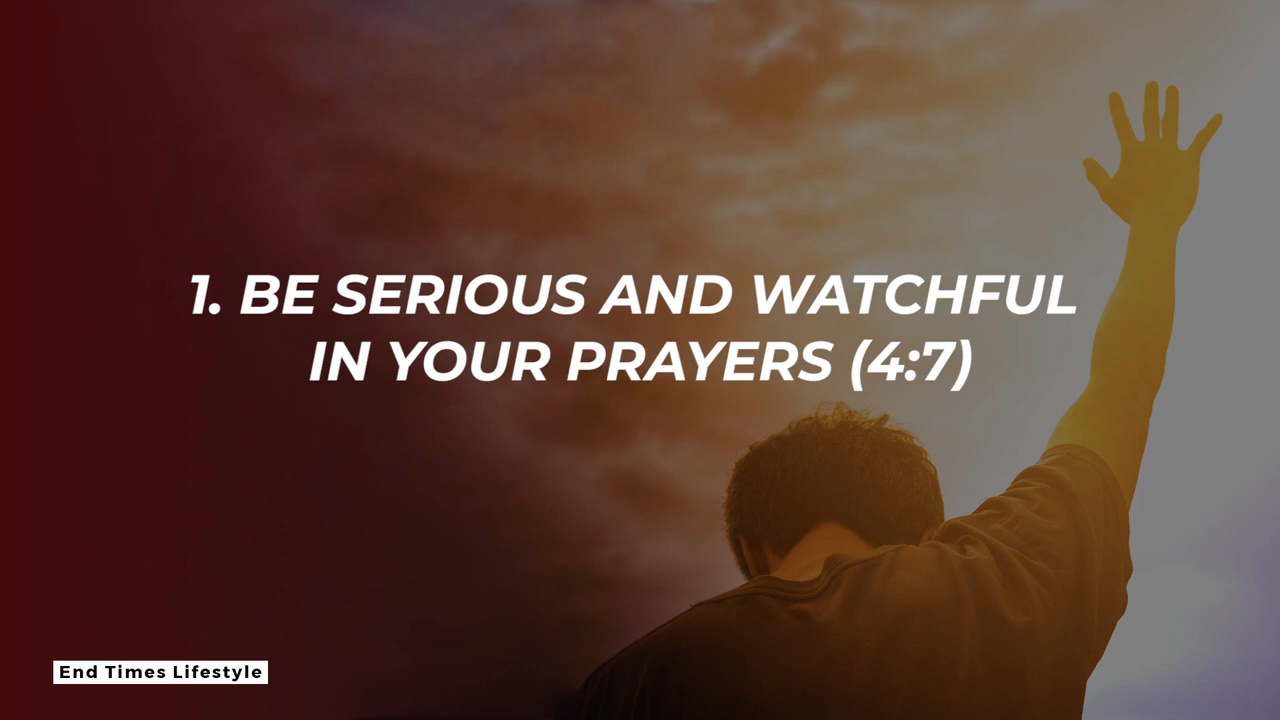 1. BE SERIOUS AND WATCHFUL
IN YOUR PRAYERS (4:7)
End Times Lifestyle